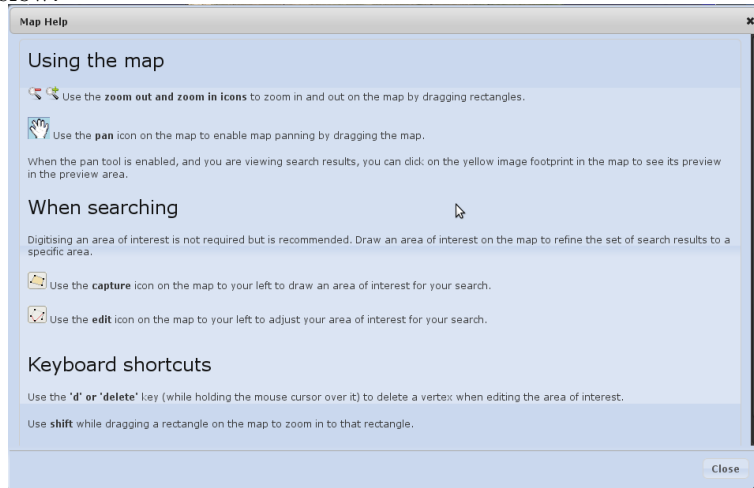 Map Help
Using the map
Use the zoom out and zoom in icons to zoom in and out on the map by dragging rectangles.
Use the pan icon on the map to enable map panning by dragging the map.
When the pan tool is enabled, and you are viewing search results, you can click on the yellow image footprint in the map to see its preview
in the preview area.
When searching
Digitising an area of interest is not required but is recommended. Draw an area of interest on the map to refine the set of search results to a
specific area.
Use the capture icon on the map to your left to draw an area of interest for your search.
Use the edit icon on the map to your left to adjust your area of interest for your search.
Keyboard shortcuts
Use the 'd' or 'delete' key (while holding the mouse cursor over it) to delete a vertex when editing the area of interest.
Use shift while dragging a rectangle on the map to zoom in to that rectangle.
Close